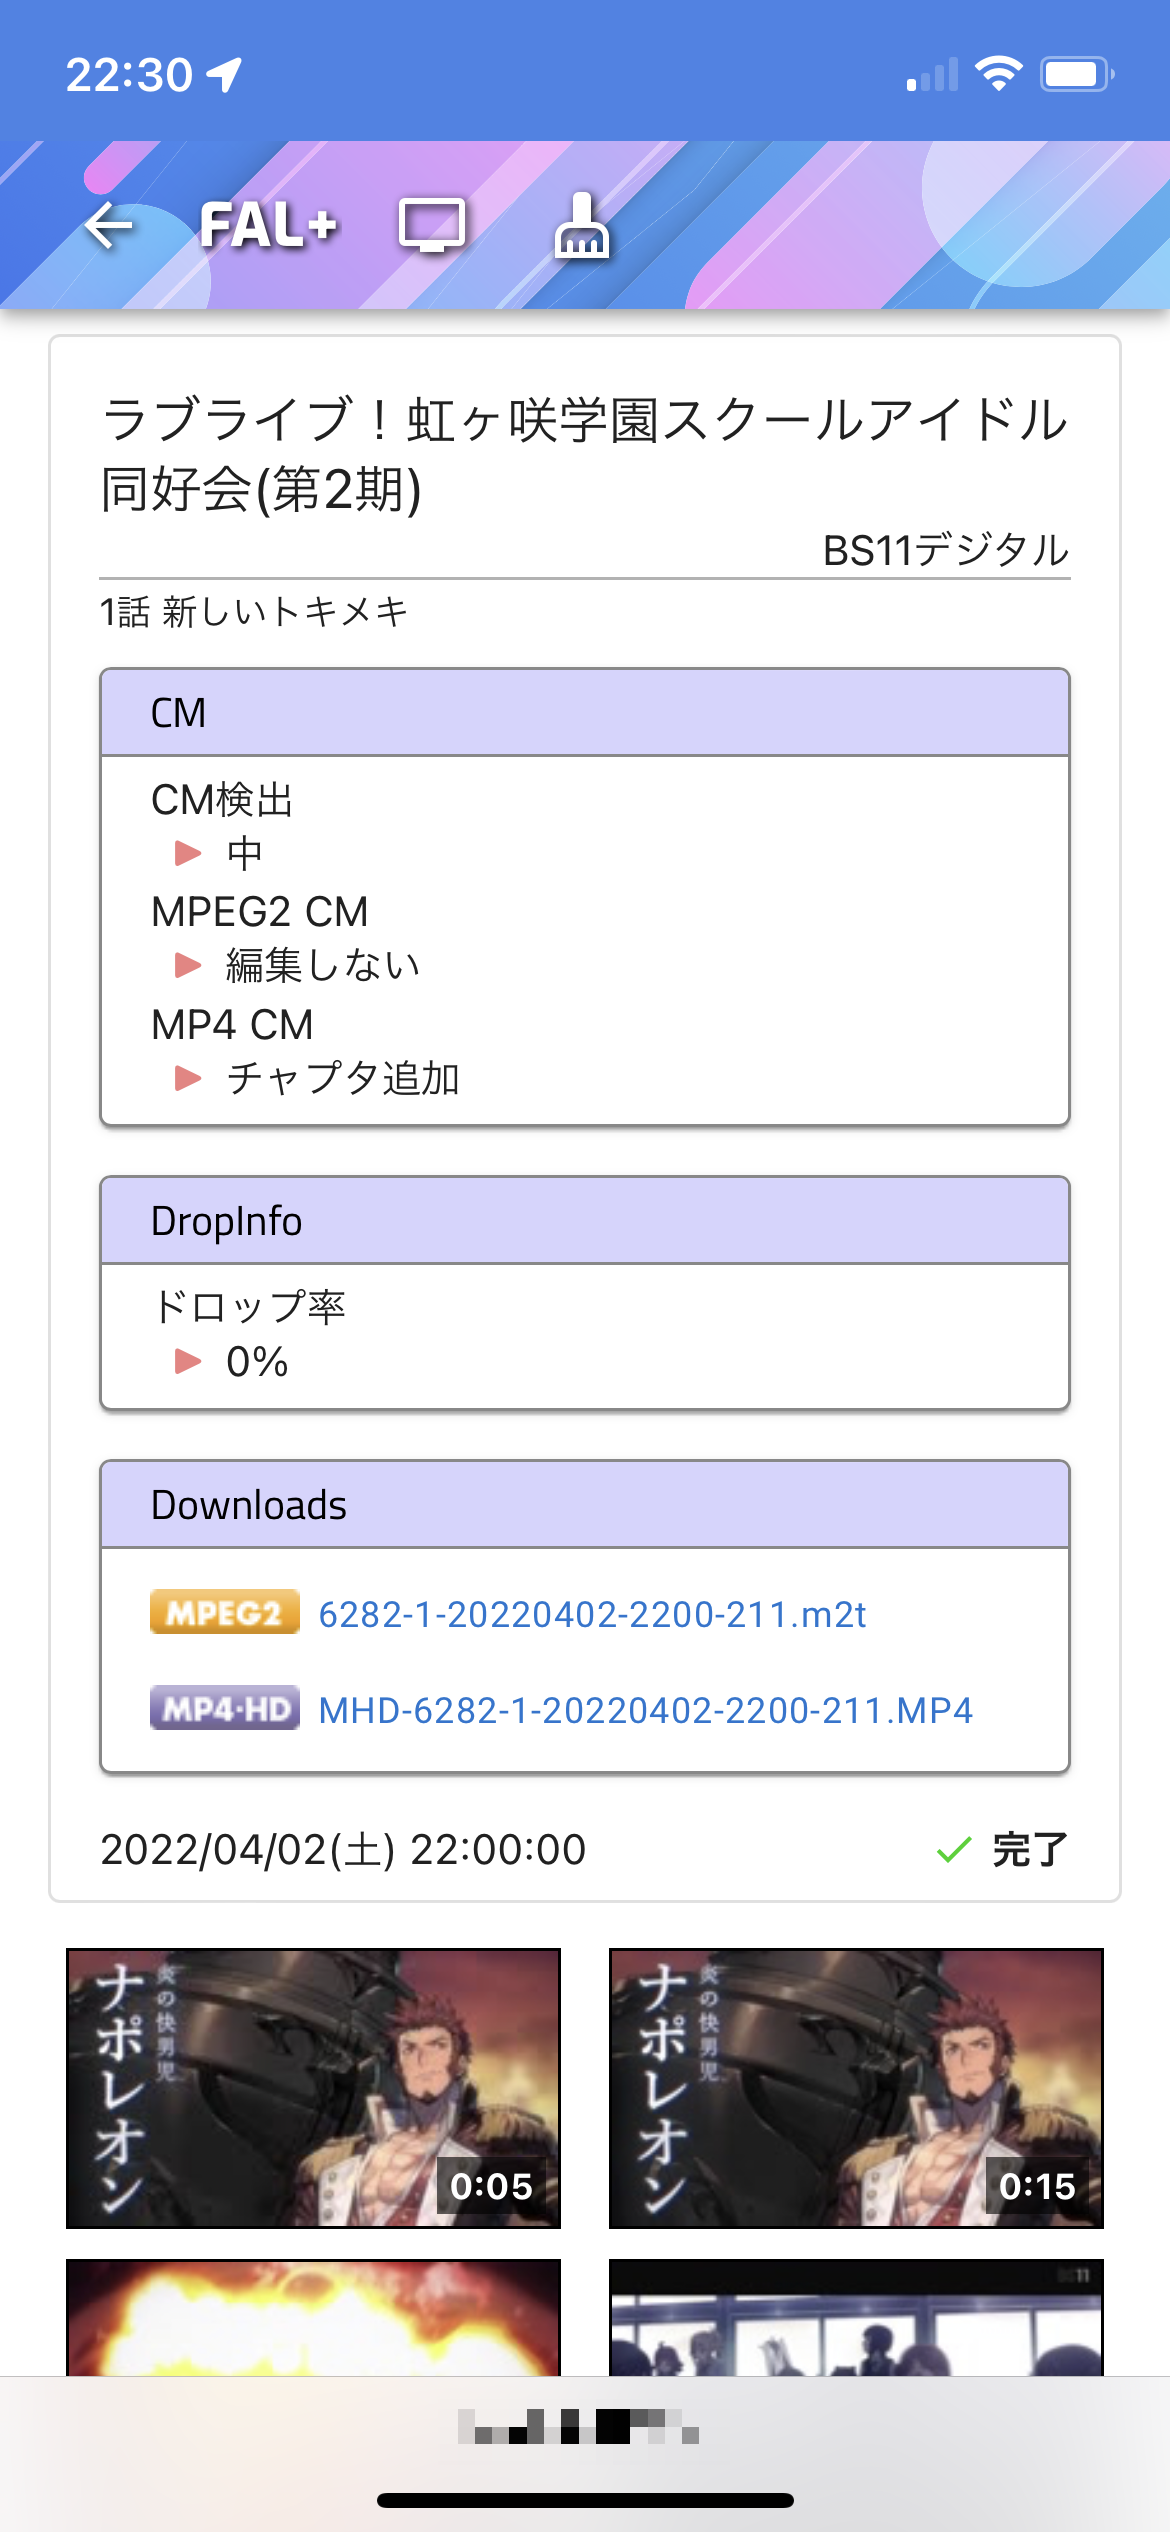 22:30
FAL+
ラブライブ！虹ヶ咲学園スクールアイドル
同好会(第2期)
BS11デジタル
1話 新しいトキメキ
CM
CM検出
中
MPEG2 CM
編集しない
MP4 CM
チャプタ追加
DropInfo
ドロップ率
0%
Downloads
MPEG2 6282-1-20220402-2200-211.m2t
MP4·HD MHD-6282-1-20220402-2200-211.MP4
2022/04/02(土) 22:00:00 完了
炎の快男児
ナポレオン
0:05
炎の快男児
ナポレオン
0:15